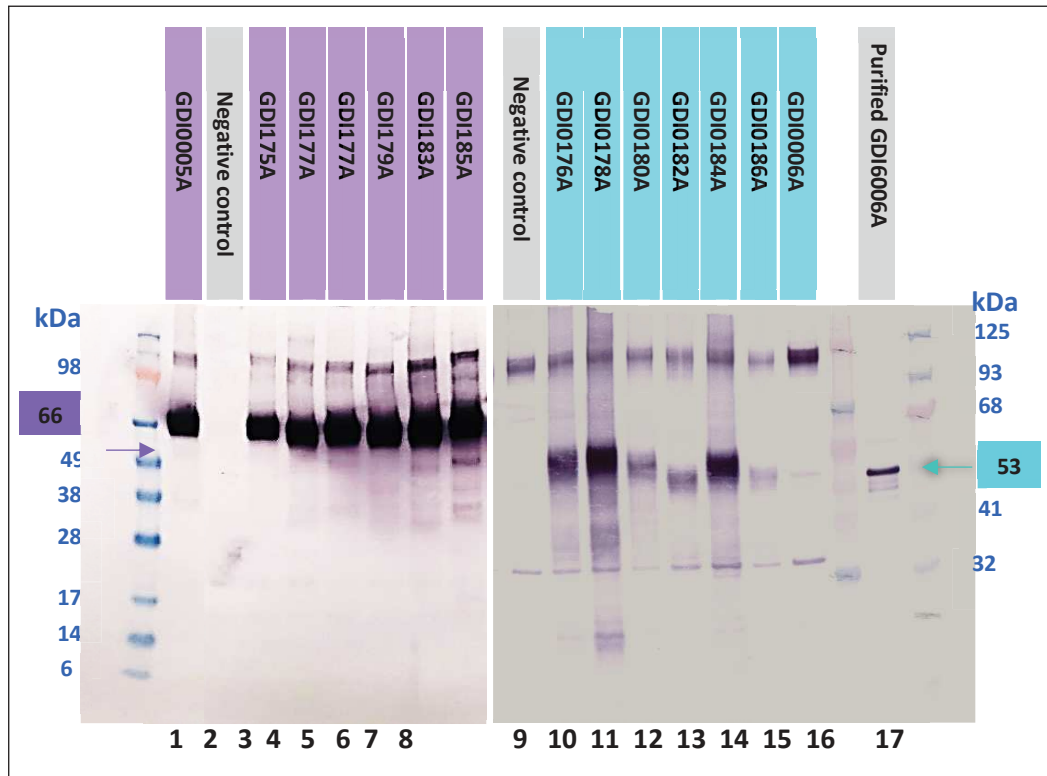 GDI0005A
Negative control
GDI175A
GDI177A
GDI177A
GDI179A
GDI183A
GDI185A
Negative control
GDI0176A
GDI0178A
GDI0180A
GDI0182A
GDI0184A
GDI0186A
GDI0006A
Purified GDI6006A
kDa
98
66
49
38
28
17
14
6
kDa
125
93
68
53
41
32
1 2 3 4 5 6 7 8 9 10 11 12 13 14 15 16 17